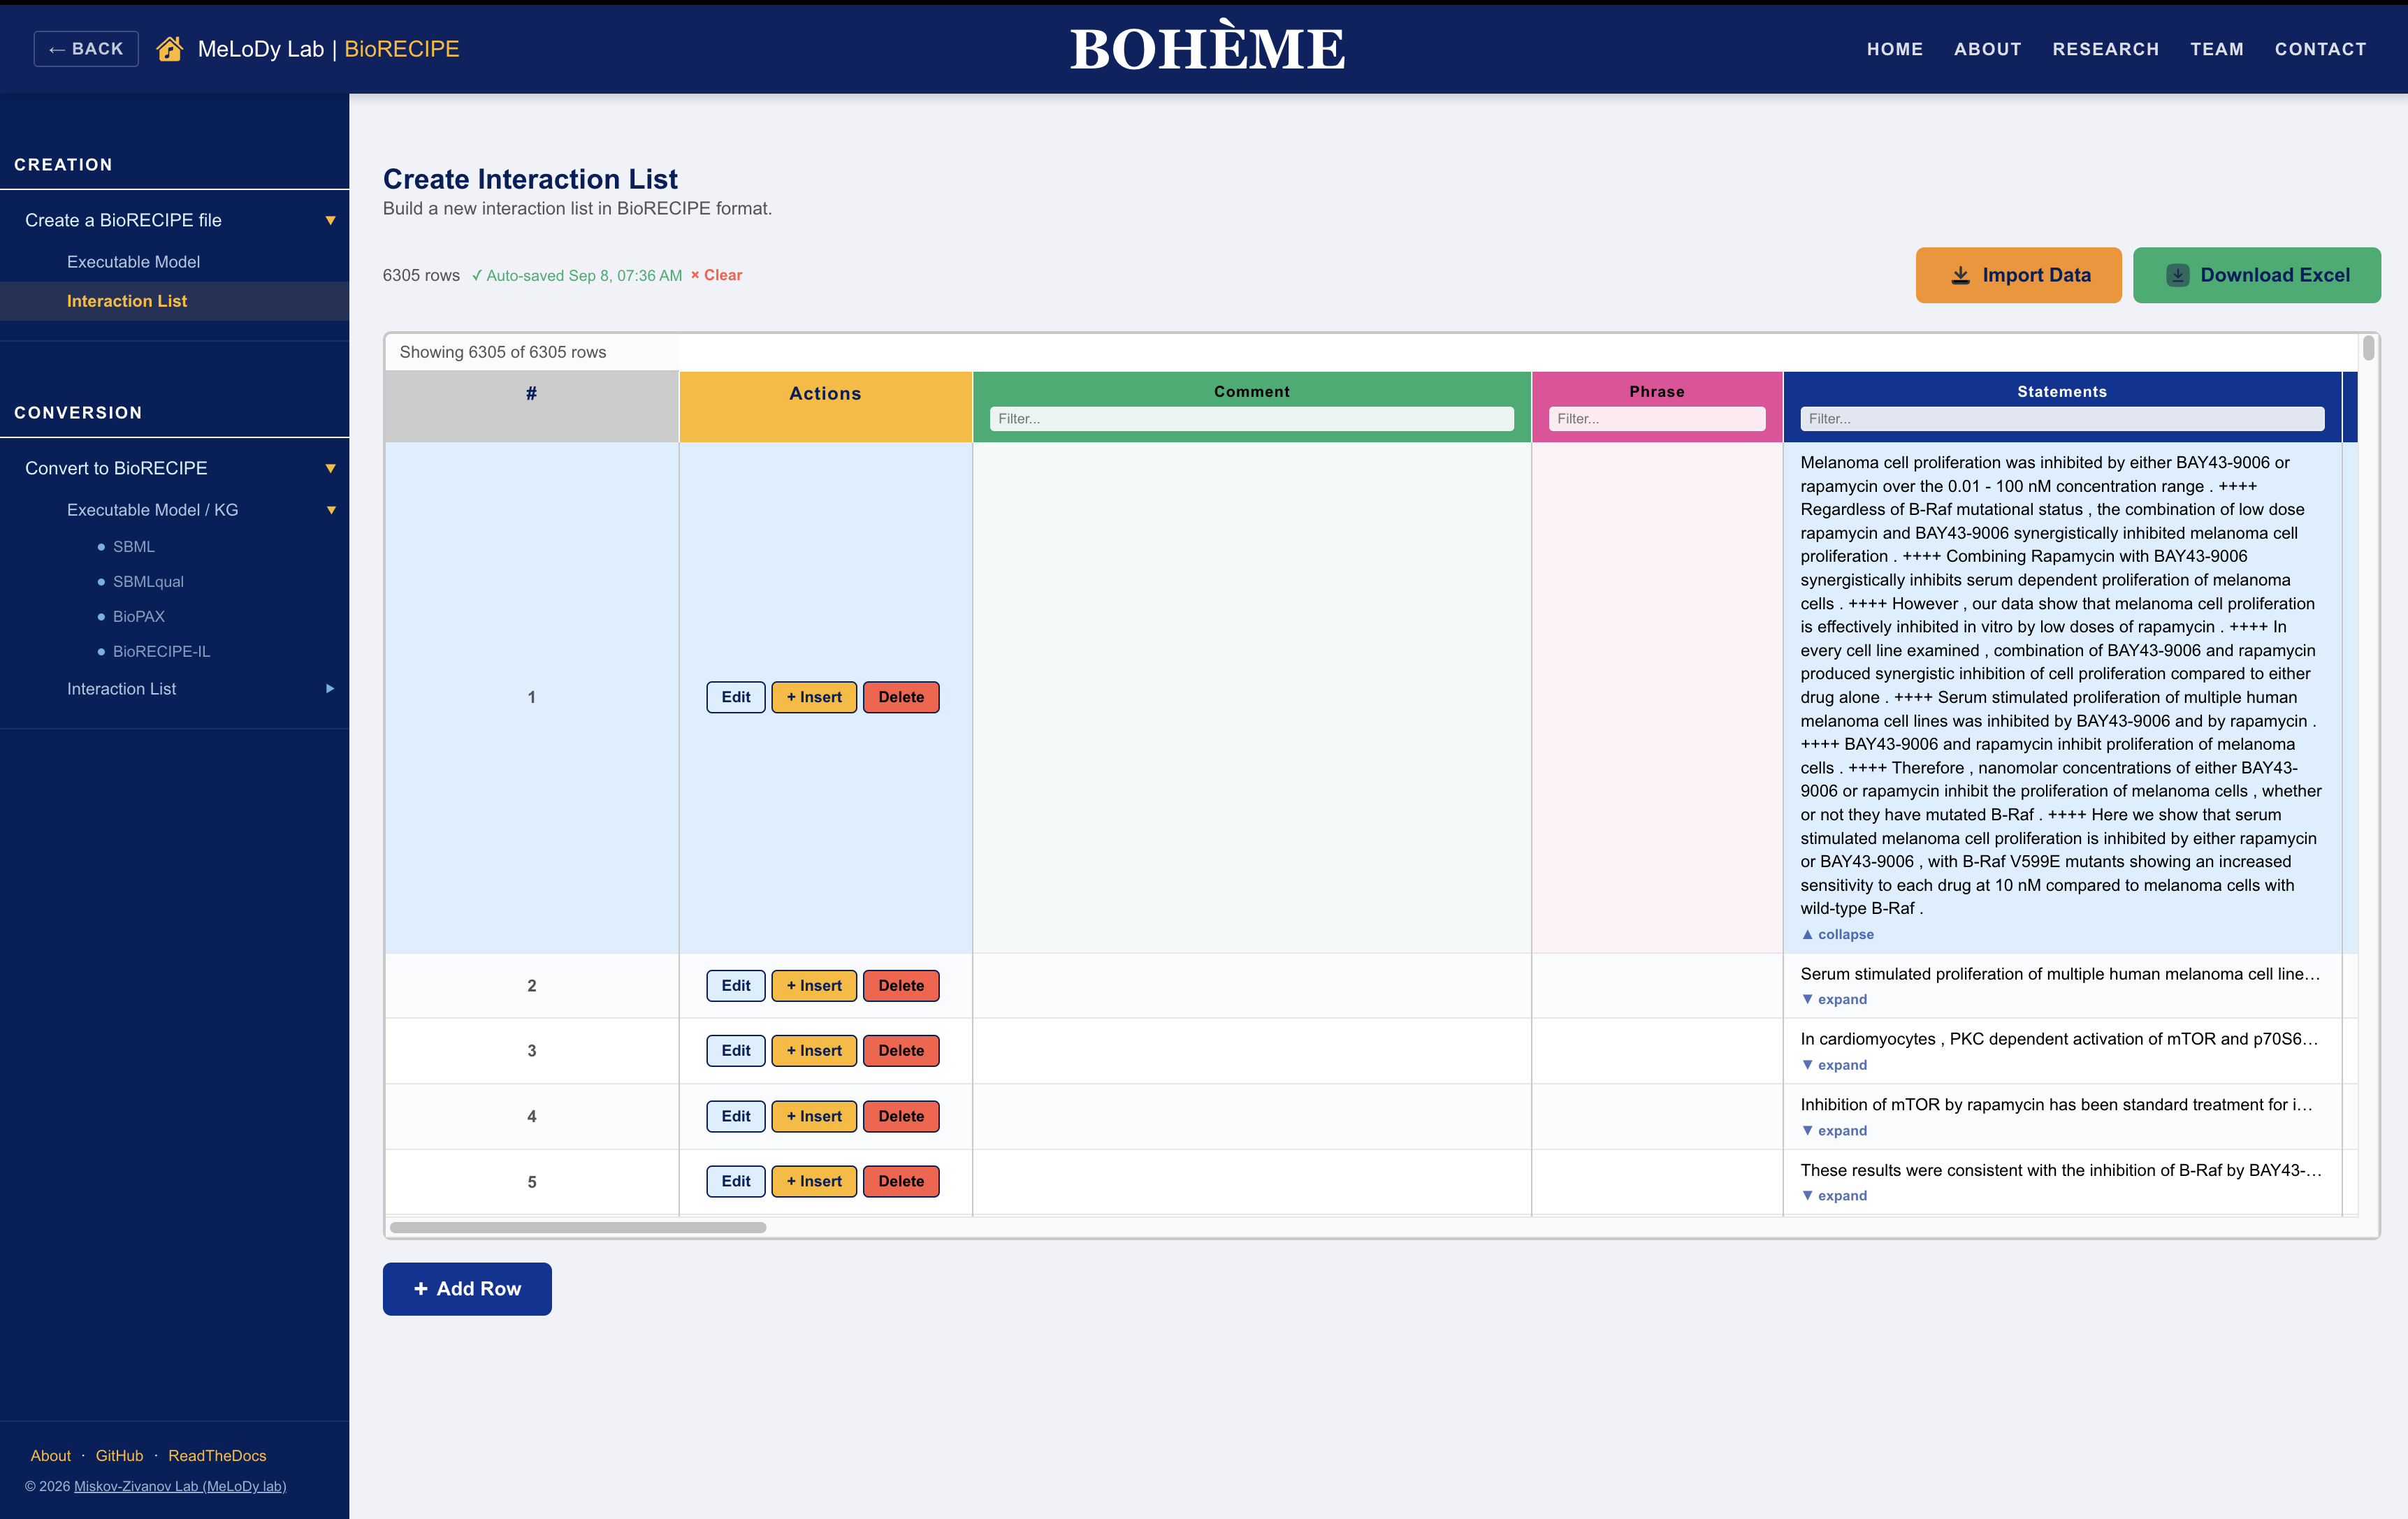 ← BACK
MeLoDy Lab | BioRECIPE
BOHÈME
HOME ABOUT RESEARCH TEAM CONTACT
CREATION
Create a BioRECIPE file ▼
Executable Model
Interaction List
CONVERSION
Convert to BioRECIPE ▼
Executable Model / KG ▼
• SBML
• SBMLqual
• BioPAX
• BioRECIPE-IL
Interaction List ▶
About · GitHub · ReadTheDocs
© 2026 Miskov-Zivanov Lab (MeLoDy lab)
Create Interaction List
Build a new interaction list in BioRECIPE format.
6305 rows ✓ Auto-saved Sep 8, 07:36 AM × Clear
Import Data
Download Excel
Showing 6305 of 6305 rows
# Actions Comment Phrase Statements
Filter... Filter... Filter...
1 Edit + Insert Delete
Melanoma cell proliferation was inhibited by either BAY43-9006 or
rapamycin over the 0.01 - 100 nM concentration range . ++++
Regardless of B-Raf mutational status , the combination of low dose
rapamycin and BAY43-9006 synergistically inhibited melanoma cell
proliferation . ++++ Combining Rapamycin with BAY43-9006
synergistically inhibits serum dependent proliferation of melanoma
cells . ++++ However , our data show that melanoma cell proliferation
is effectively inhibited in vitro by low doses of rapamycin . ++++ In
every cell line examined , combination of BAY43-9006 and rapamycin
produced synergistic inhibition of cell proliferation compared to either
drug alone . ++++ Serum stimulated proliferation of multiple human
melanoma cell lines was inhibited by BAY43-9006 and by rapamycin .
++++ BAY43-9006 and rapamycin inhibit proliferation of melanoma
cells . ++++ Therefore , nanomolar concentrations of either BAY43-
9006 or rapamycin inhibit the proliferation of melanoma cells , whether
or not they have mutated B-Raf . ++++ Here we show that serum
stimulated melanoma cell proliferation is inhibited by either rapamycin
or BAY43-9006 , with B-Raf V599E mutants showing an increased
sensitivity to each drug at 10 nM compared to melanoma cells with
wild-type B-Raf .
▲ collapse
2 Edit + Insert Delete Serum stimulated proliferation of multiple human melanoma cell line…
▼ expand
3 Edit + Insert Delete In cardiomyocytes , PKC dependent activation of mTOR and p70S6…
▼ expand
4 Edit + Insert Delete Inhibition of mTOR by rapamycin has been standard treatment for i…
▼ expand
5 Edit + Insert Delete These results were consistent with the inhibition of B-Raf by BAY43-…
▼ expand
+ Add Row